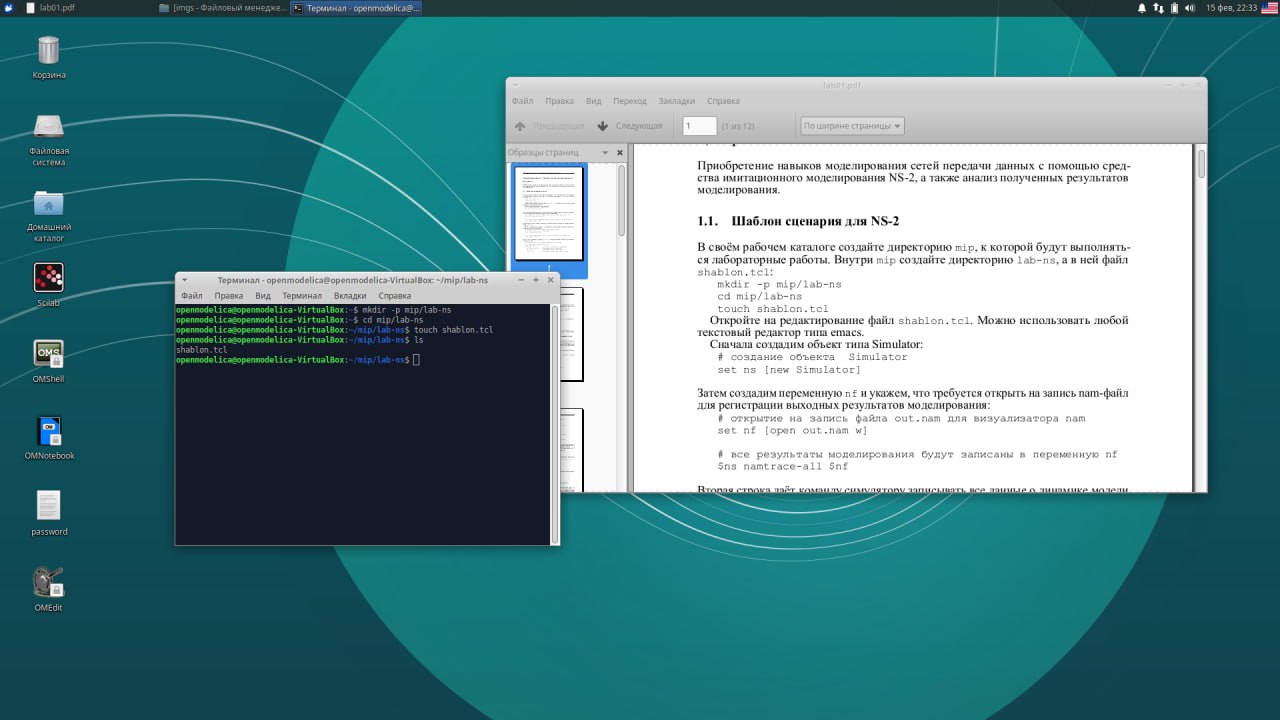 lab01.pdf
[imgs - Файловый менедже...
Терминал - openmodelica@...
15 фев, 22:33
Корзина
Файловая
система
Домашний
каталог
Scilab
OMS
OMShell
OMNotebook
password
OMEdit
lab01.pdf
Файл Правка Вид Переход Закладки Справка
Предыдущая Следующая 1 (1 из 12) По ширине страницы
Образцы страниц
1
Приобретение навыков моделирования сетей передачи данных с помощью сред-
ства имитационного моделирования NS-2, а также анализ полученных результатов
моделирования.
1.1. Шаблон сценария для NS-2
В своём рабочем каталоге создайте директорию mip, к которой будут выполнять-
ся лабораторные работы. Внутри mip создайте директорию lab-ns, а в ней файл
shablon.tcl:
mkdir -p mip/lab-ns
cd mip/lab-ns
touch shablon.tcl
Откройте на редактирование файл shablon.tcl. Можно использовать любой
текстовый редактор типа emacs.
Сначала создадим объект типа Simulator:
# создание объекта Simulator
set ns [new Simulator]
Затем создадим переменную nf и укажем, что требуется открыть на запись nam-файл
для регистрации выходных результатов моделирования:
# открытие на запись файла out.nam для визуализатора nam
set nf [open out.nam w]
# все результаты моделирования будут записаны в переменную nf
$ns namtrace-all $nf
Вторая строка даёт команду симулятору записывать все данные о динамике модели
Терминал - openmodelica@openmodelica-VirtualBox: ~/mip/lab-ns
Файл Правка Вид Терминал Вкладки Справка
openmodelica@openmodelica-VirtualBox:~$ mkdir -p mip/lab-ns
openmodelica@openmodelica-VirtualBox:~$ cd mip/lab-ns
openmodelica@openmodelica-VirtualBox:~/mip/lab-ns$ touch shablon.tcl
openmodelica@openmodelica-VirtualBox:~/mip/lab-ns$ ls
shablon.tcl
openmodelica@openmodelica-VirtualBox:~/mip/lab-ns$